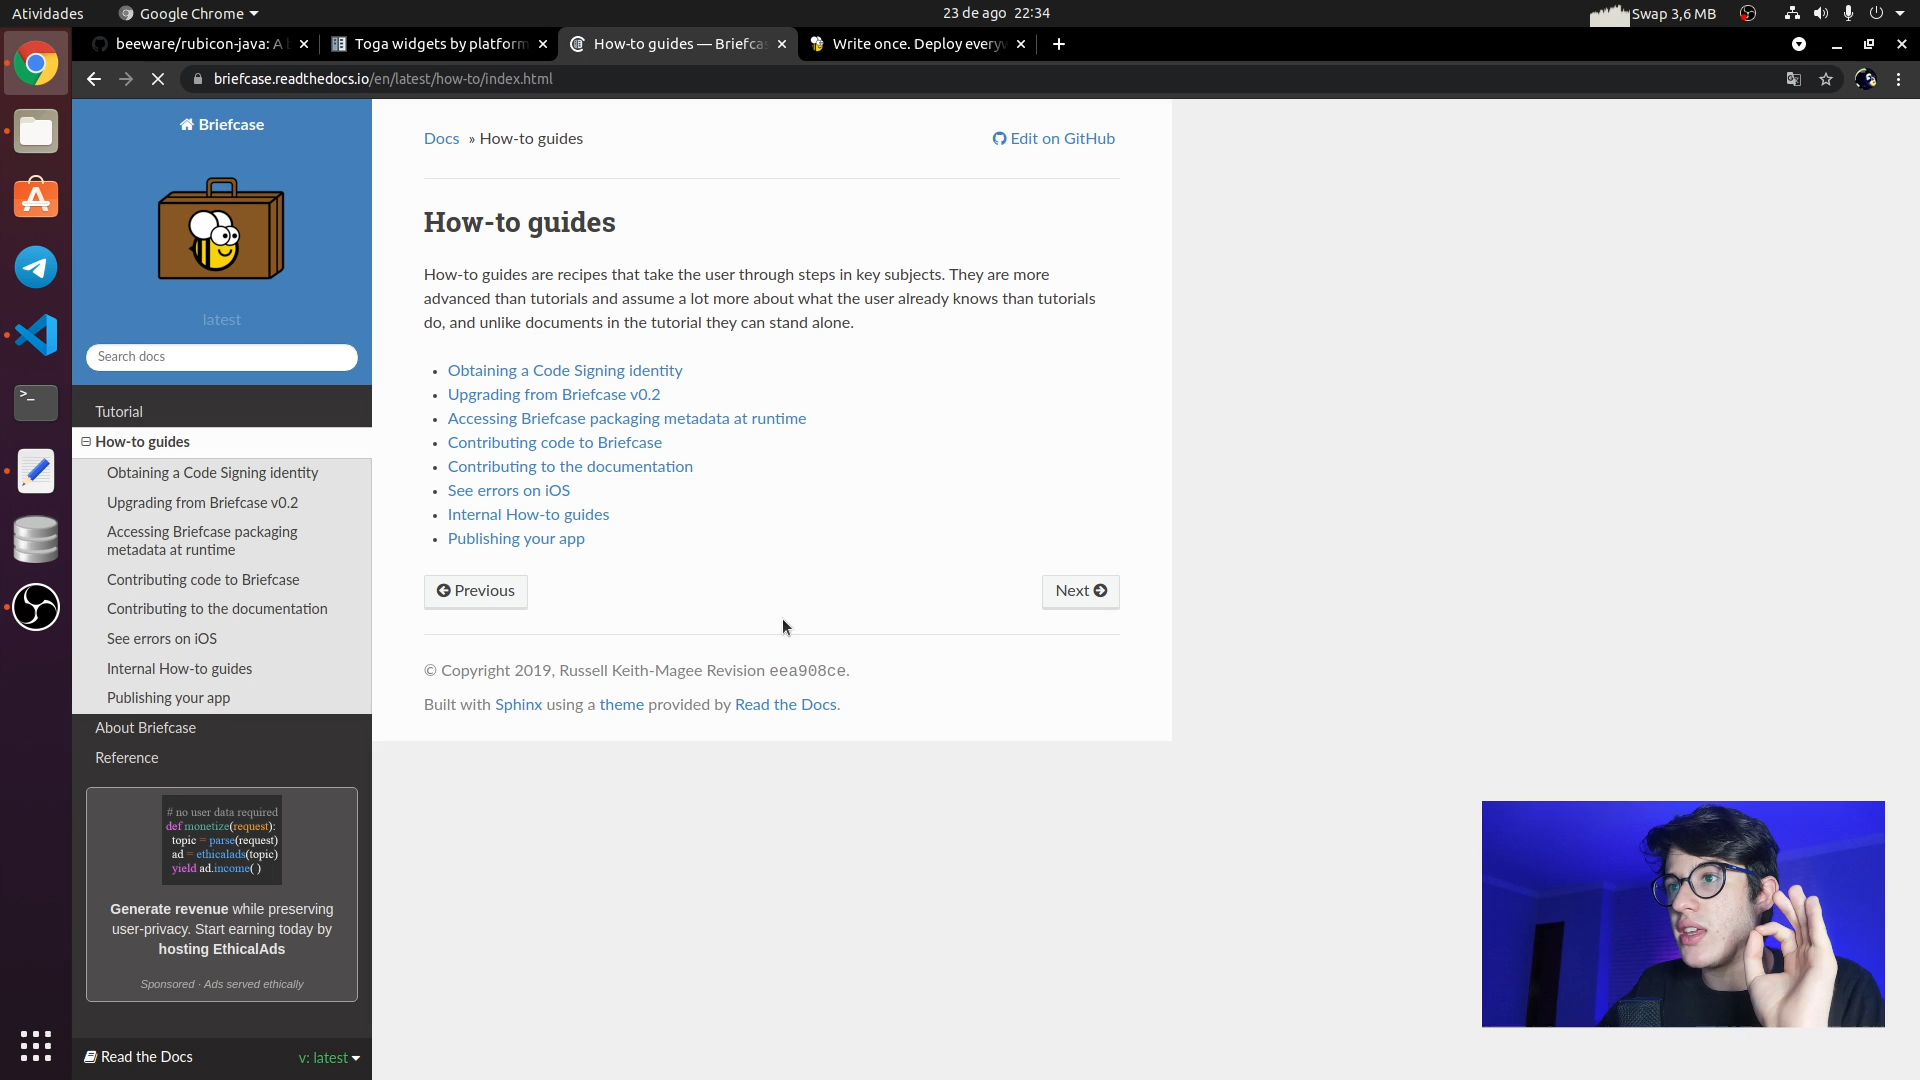 Atividades
Google Chrome
23 de ago 22:34
Swap 3,6 MB
beeware/rubicon-java: A b
Toga widgets by platform
How-to guides — Briefca
Write once. Deploy every
briefcase.readthedocs.io/en/latest/how-to/index.html
Briefcase
latest
Search docs
Tutorial
How-to guides
Obtaining a Code Signing identity
Upgrading from Briefcase v0.2
Accessing Briefcase packaging
metadata at runtime
Contributing code to Briefcase
Contributing to the documentation
See errors on iOS
Internal How-to guides
Publishing your app
About Briefcase
Reference
# no user data required
def monetize(request):
topic = parse(request)
ad = ethicalads(topic)
yield ad.income( )
Generate revenue while preserving
user-privacy. Start earning today by
hosting EthicalAds
Sponsored · Ads served ethically
Read the Docs
v: latest
Docs » How-to guides
Edit on GitHub
How-to guides
How-to guides are recipes that take the user through steps in key subjects. They are more
advanced than tutorials and assume a lot more about what the user already knows than tutorials
do, and unlike documents in the tutorial they can stand alone.
• Obtaining a Code Signing identity
• Upgrading from Briefcase v0.2
• Accessing Briefcase packaging metadata at runtime
• Contributing code to Briefcase
• Contributing to the documentation
• See errors on iOS
• Internal How-to guides
• Publishing your app
Previous
Next
© Copyright 2019, Russell Keith-Magee Revision eea908ce.
Built with Sphinx using a theme provided by Read the Docs.